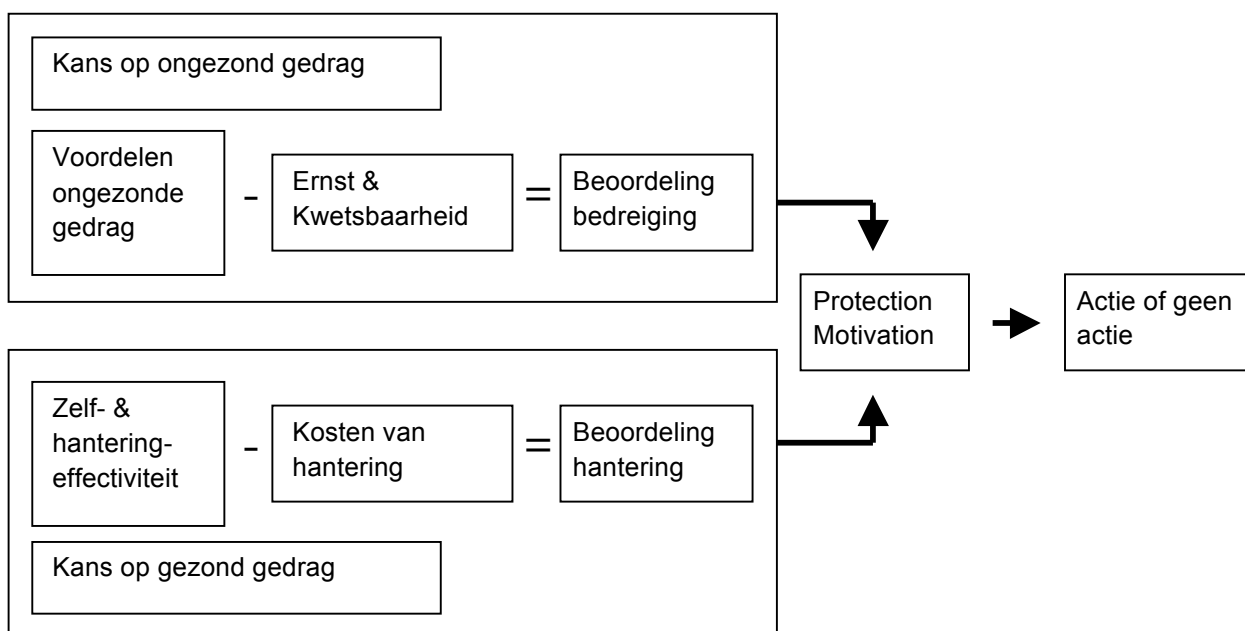 Kans op ongezond gedrag
Voordelen
ongezonde
gedrag
-
Ernst &
Kwetsbaarheid
=
Beoordeling
bedreiging
Protection
Motivation
Actie of geen
actie
Zelf- &
hantering-
effectiviteit
-
Kosten van
hantering
=
Beoordeling
hantering
Kans op gezond gedrag